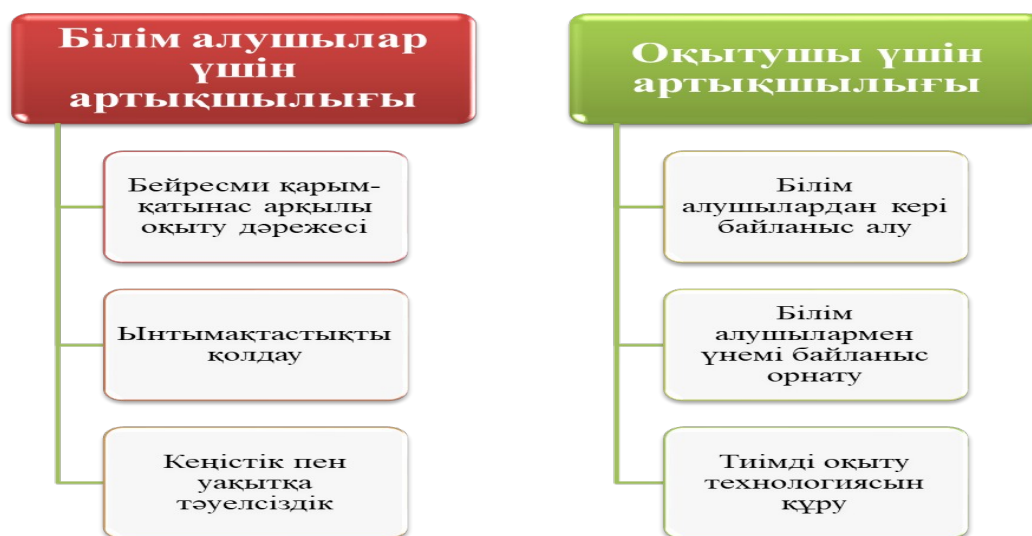 Білім алушылар
үшін
артықшылығы
Бейресми қарым-
қатынас арқылы
оқыту дәрежесі
Ынтымақтастықты
қолдау
Кеңістік пен
уақытқа
тәуелсіздік
Оқытушы үшін
артықшылығы
Білім
алушылардан кері
байланыс алу
Білім
алушылармен
үнемі байланыс
орнату
Тиімді оқыту
технологиясын
құру